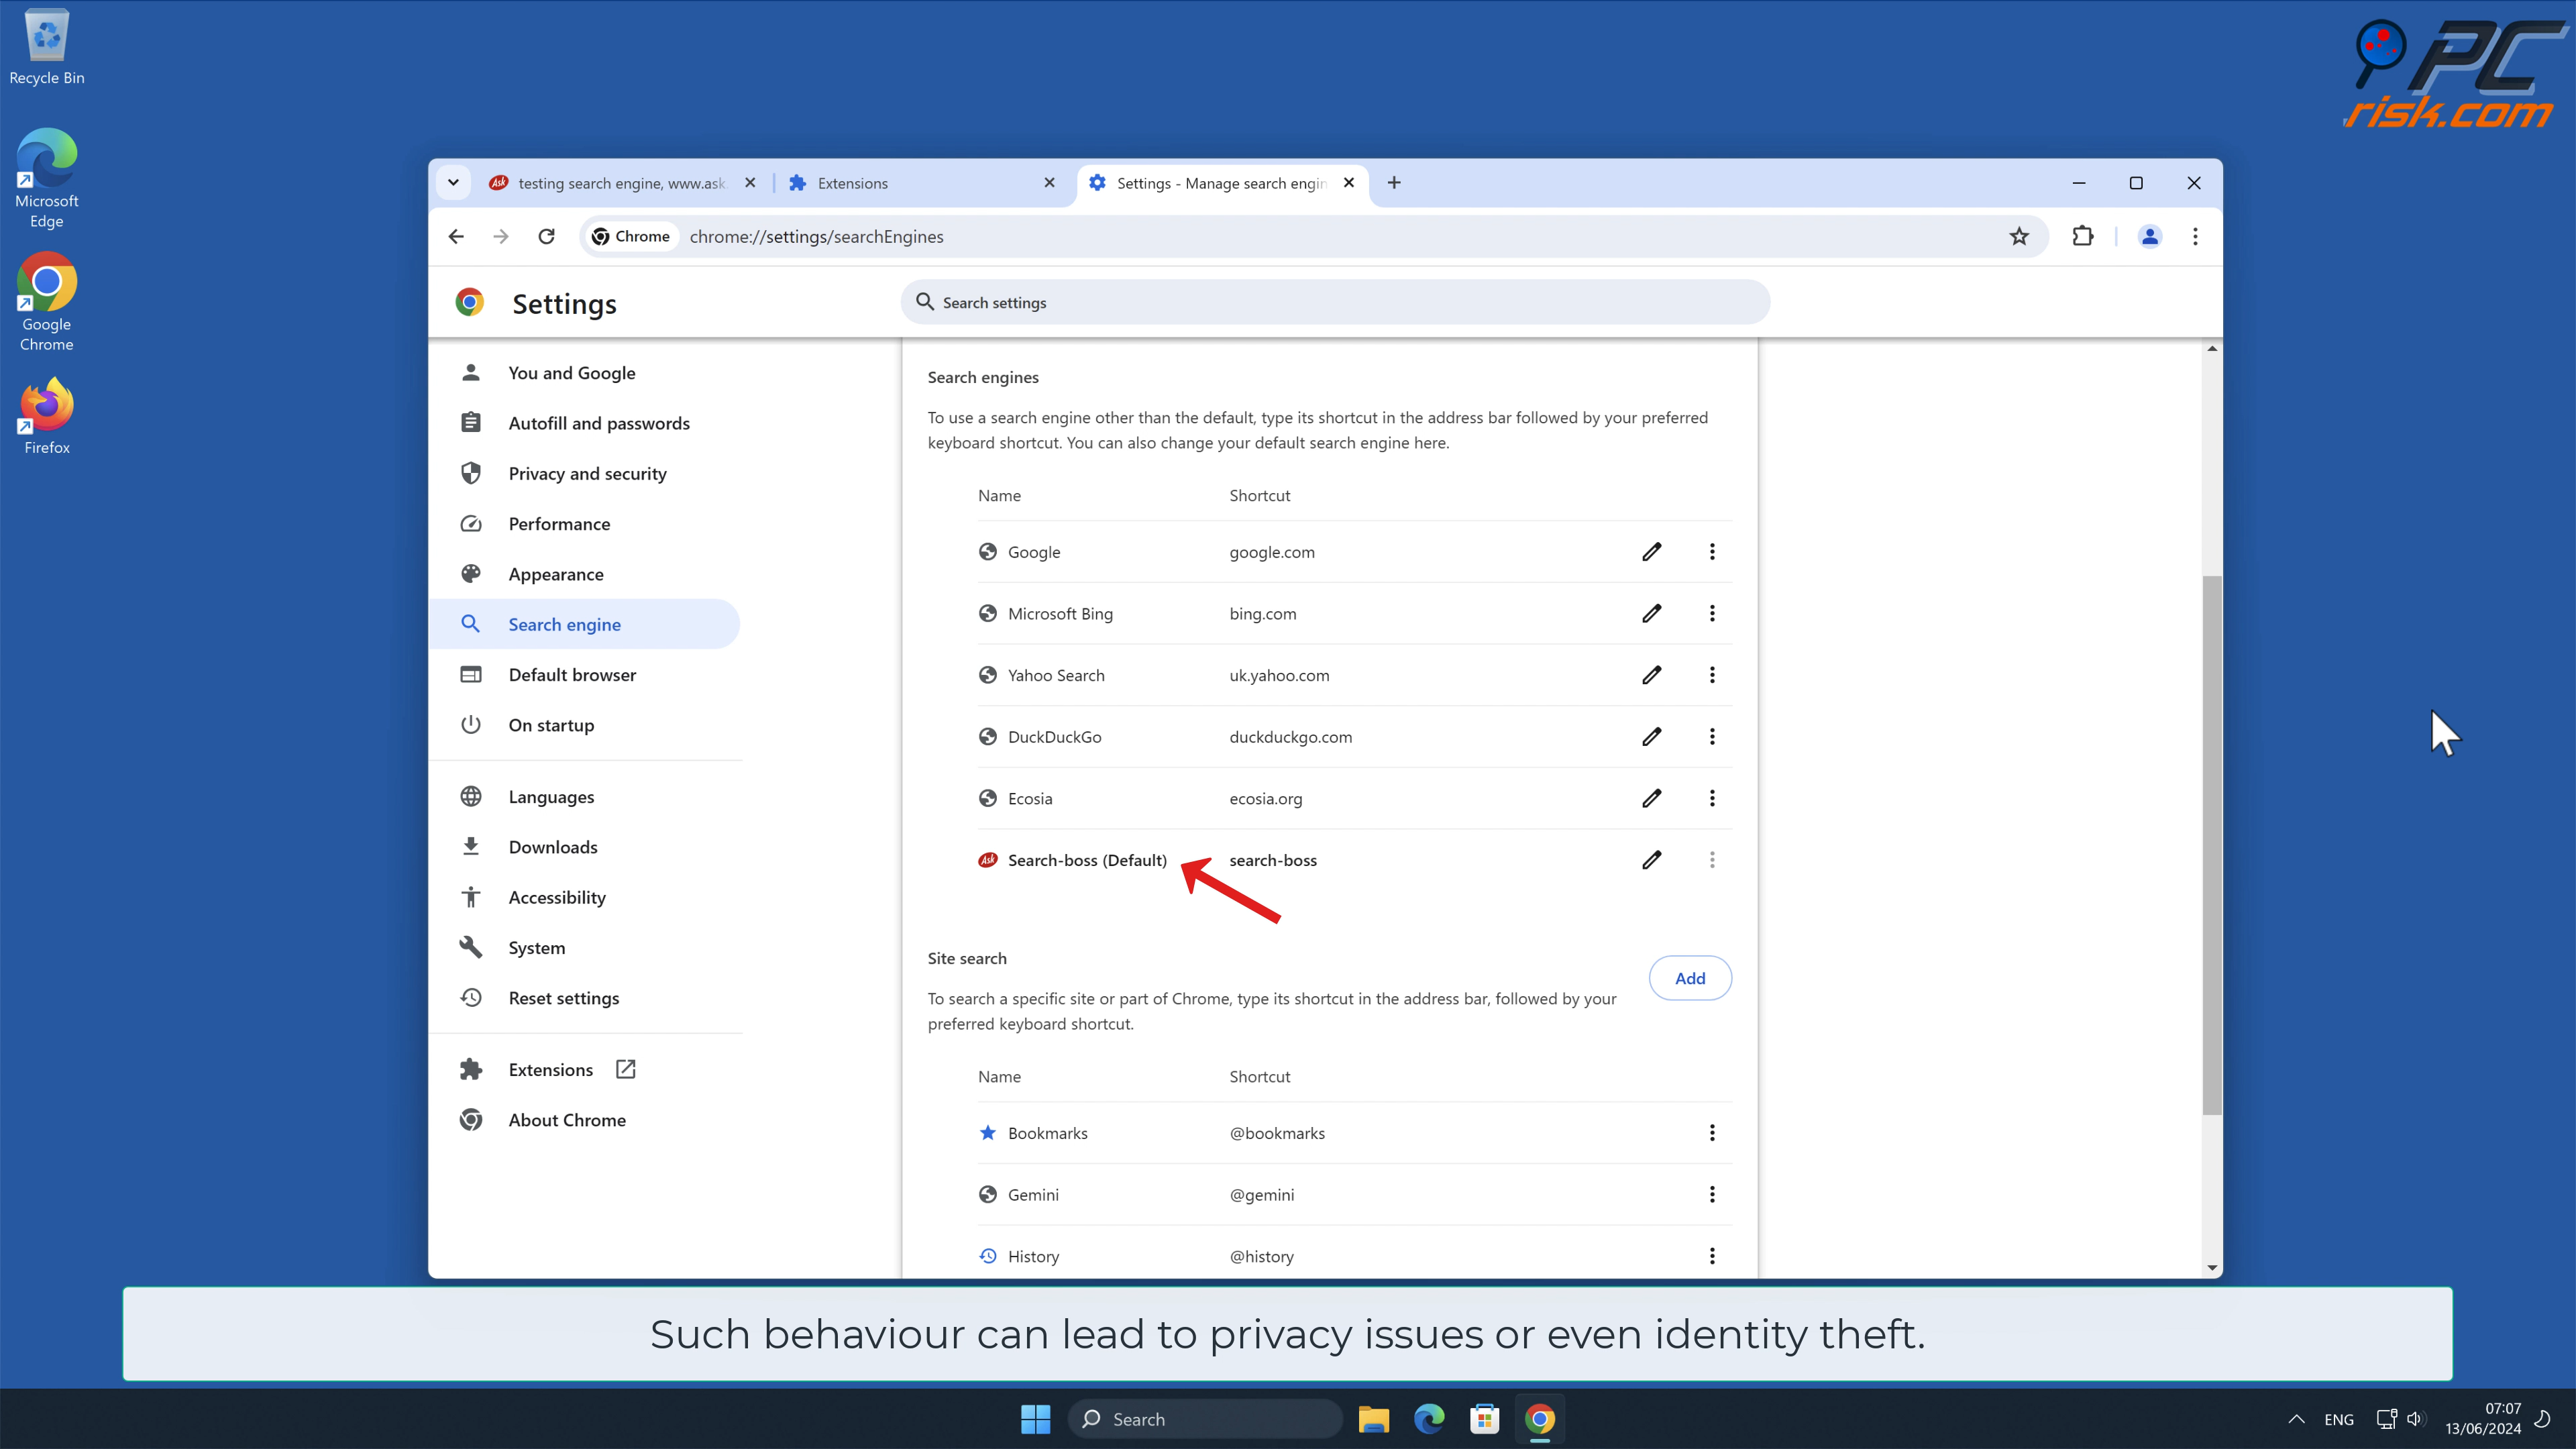 Recycle Bin
Microsoft
Edge
Google
Chrome
Firefox
PC
risk.com
Ask
testing search engine, www.ask
Extensions
Settings - Manage search engin
Chrome
chrome://settings/searchEngines
Settings
Search settings
You and Google
Autofill and passwords
Privacy and security
Performance
Appearance
Search engine
Default browser
On startup
Languages
Downloads
Accessibility
System
Reset settings
Extensions
About Chrome
Search engines
To use a search engine other than the default, type its shortcut in the address bar followed by your preferred
keyboard shortcut. You can also change your default search engine here.
Name Shortcut
Google google.com
Microsoft Bing bing.com
Yahoo Search uk.yahoo.com
DuckDuckGo duckduckgo.com
Ecosia ecosia.org
Ask Search-boss (Default) search-boss
Site search
Add
To search a specific site or part of Chrome, type its shortcut in the address bar, followed by your
preferred keyboard shortcut.
Name Shortcut
Bookmarks @bookmarks
Gemini @gemini
History @history
Such behaviour can lead to privacy issues or even identity theft.
Search
ENG
07:07
13/06/2024